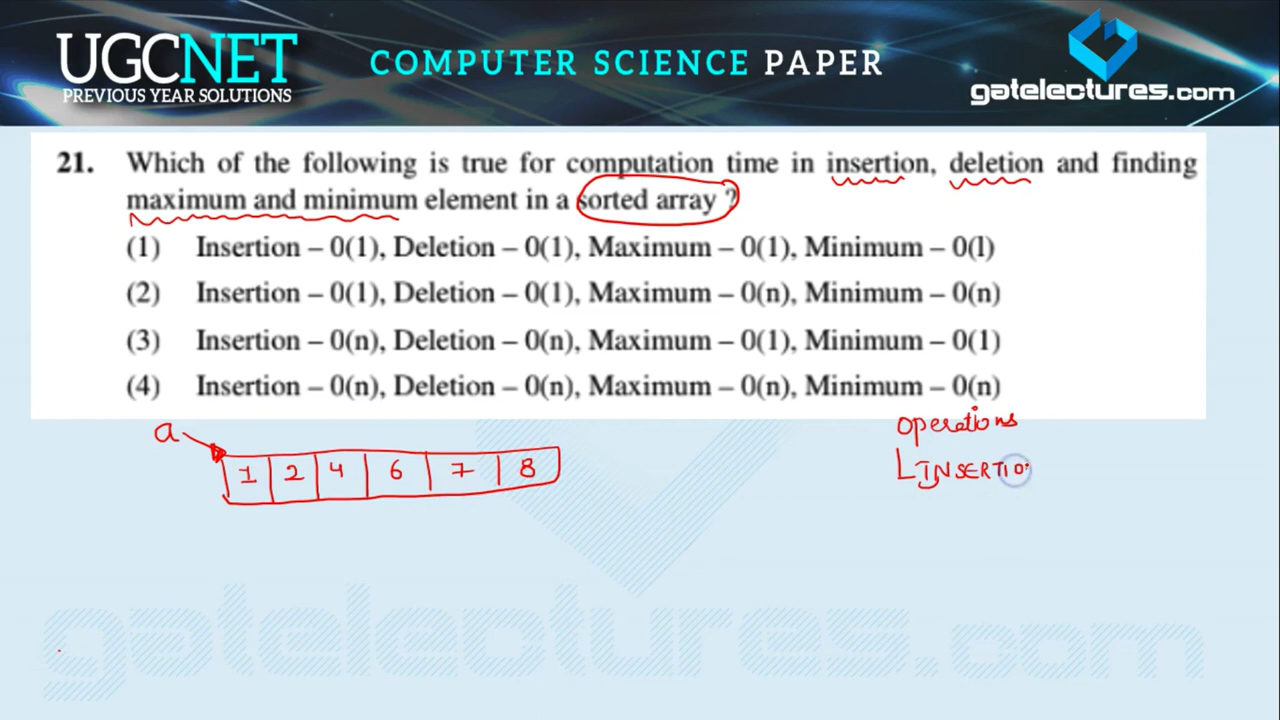 UGCNET
PREVIOUS YEAR SOLUTIONS
COMPUTER SCIENCE PAPER
gatelectures.com
21. Which of the following is true for computation time in insertion, deletion and finding
maximum and minimum element in a sorted array ?
(1) Insertion – 0(1), Deletion – 0(1), Maximum – 0(1), Minimum – 0(l)
(2) Insertion – 0(1), Deletion – 0(1), Maximum – 0(n), Minimum – 0(n)
(3) Insertion – 0(n), Deletion – 0(n), Maximum – 0(1), Minimum – 0(1)
(4) Insertion – 0(n), Deletion – 0(n), Maximum – 0(n), Minimum – 0(n)
operations
a
1 2 4 6 7 8
INSERTIO
gatelectures.com